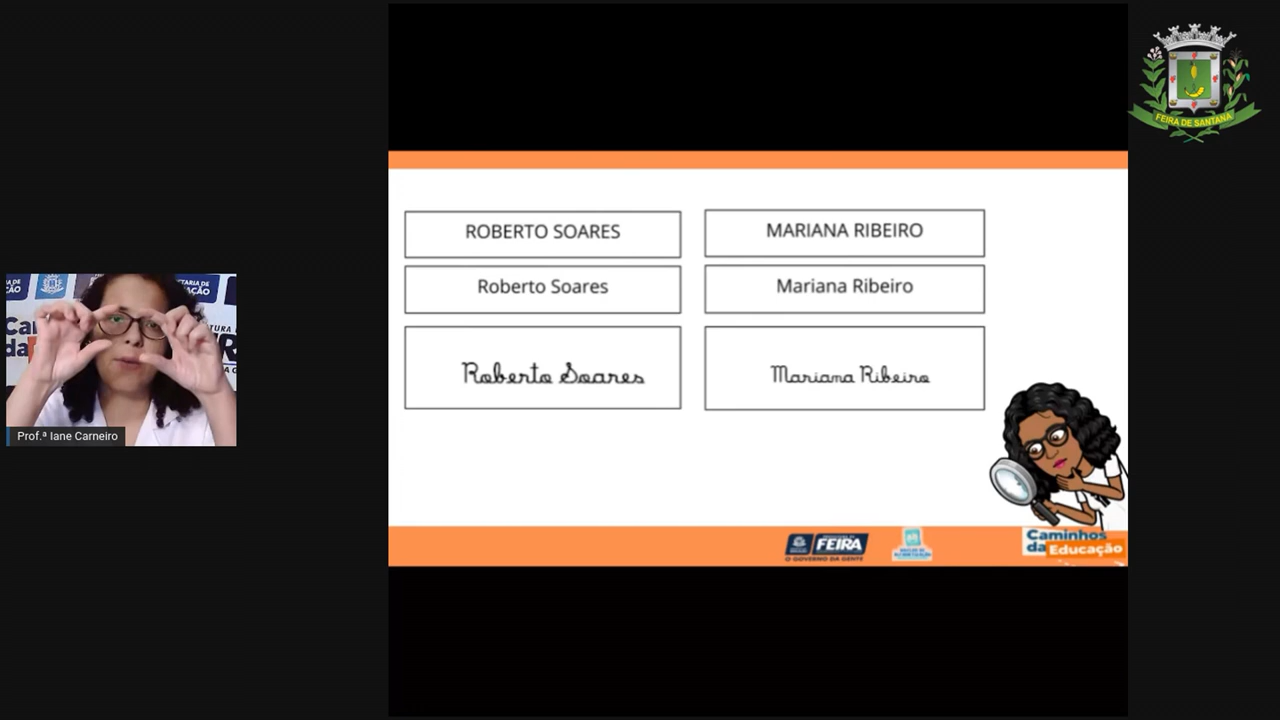 FEIRA DE SANTANA
ROBERTO SOARES
MARIANA RIBEIRO
Roberto Soares
Mariana Ribeiro
Roberto Soares
Mariana Ribeiro
Prof.ª Iane Carneiro
FEIRA
O GOVERNO DA GENTE
Caminhos
da Educação